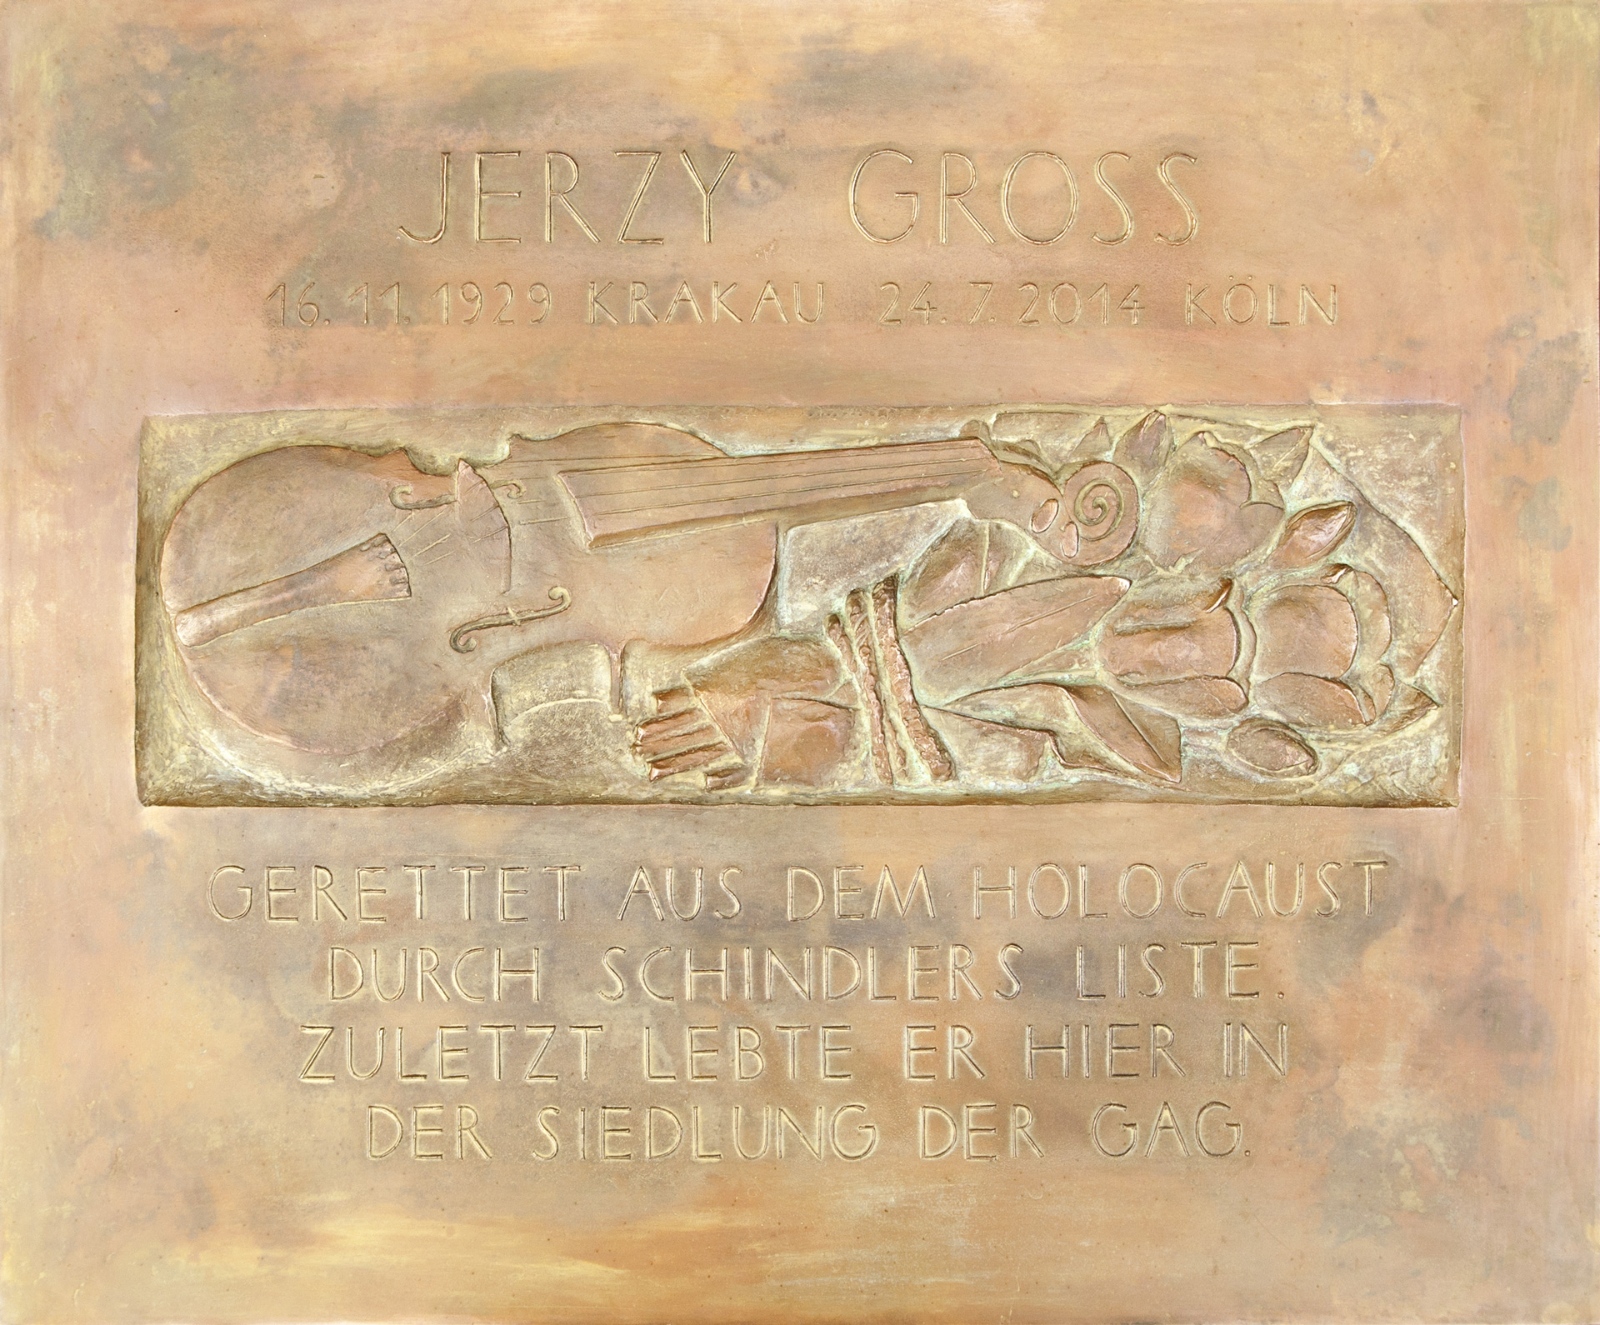 JERZY GROSS
16.11.1929 KRAKAU 24.7.2014 KÖLN
GERETTET AUS DEM HOLOCAUST
DURCH SCHINDLERS LISTE.
ZULETZT LEBTE ER HIER IN
DER SIEDLUNG DER GAG.